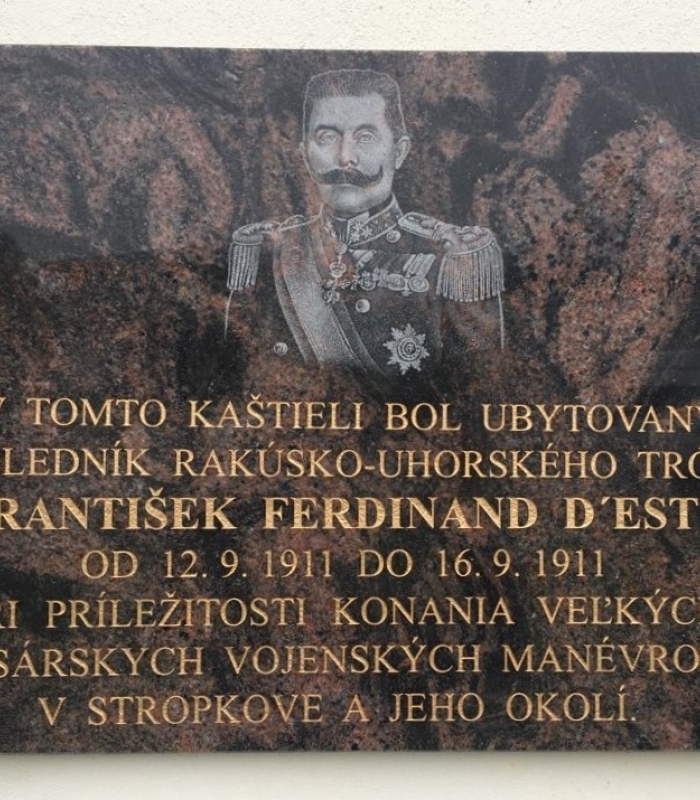 V TOMTO KAŠTIELI BOL UBYTOVAN
LEDNÍK RAKÚSKO-UHORSKÉHO TRÓ
RANTIŠEK FERDINAND D´EST
OD 12. 9. 1911 DO 16. 9. 1911
RI PRÍLEŽITOSTI KONANIA VEĽKÝC
SÁRSKYCH VOJENSKÝCH MANÉVRO
V STROPKOVE A JEHO OKOLÍ.